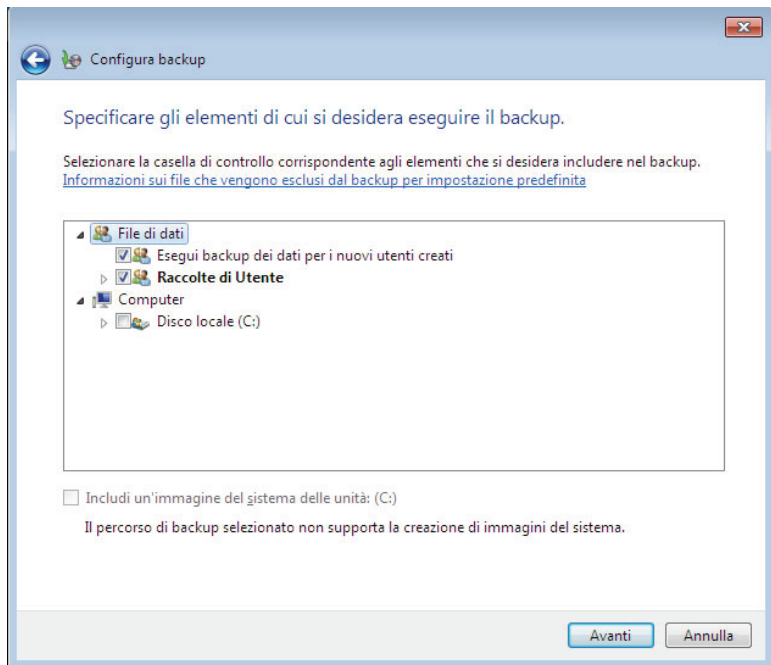 Configura backup
Specificare gli elementi di cui si desidera eseguire il backup.
Selezionare la casella di controllo corrispondente agli elementi che si desidera includere nel backup.
Informazioni sui file che vengono esclusi dal backup per impostazione predefinita
File di dati
Esegui backup dei dati per i nuovi utenti creati
Raccolte di Utente
Computer
Disco locale (C:)
Includi un'immagine del sistema delle unità: (C:)
Il percorso di backup selezionato non supporta la creazione di immagini del sistema.
Avanti Annulla